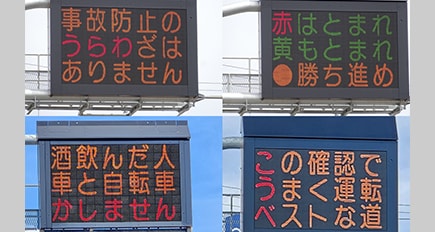 事故防止の
うらわざは
ありません
赤はとまれ
黄もとまれ
●勝ち進め
酒飲んだ人
車と自転車
かしません
この確認で
うまく運転
ベストな道